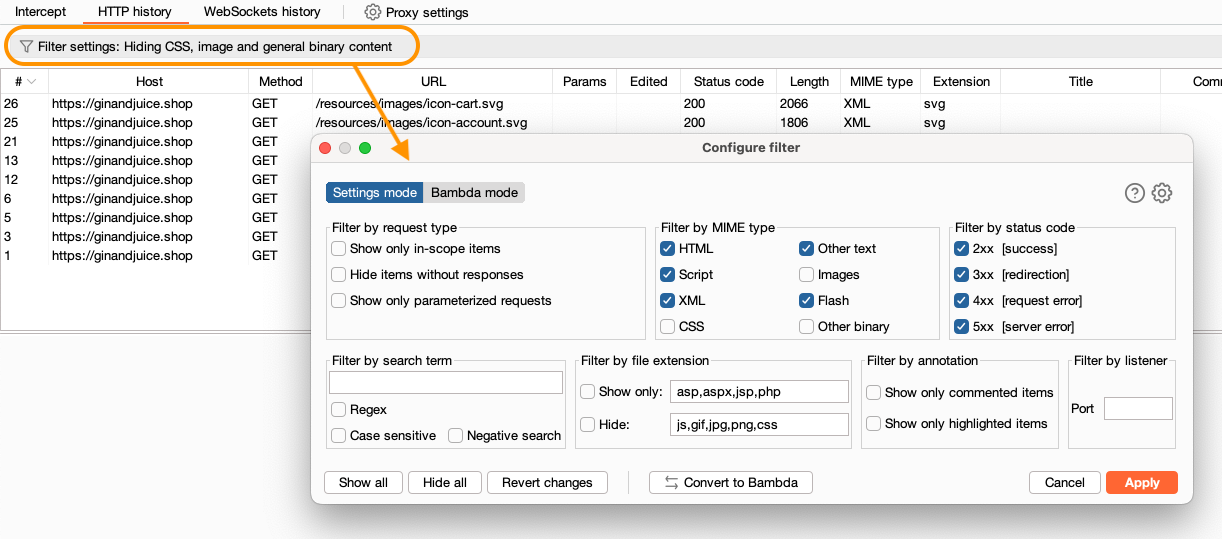 Intercept HTTP history WebSockets history Proxy settings
Filter settings: Hiding CSS, image and general binary content
# Host Method URL Params Edited Status code Length MIME type Extension Title Comm
26 https://ginandjuice.shop GET /resources/images/icon-cart.svg 200 2066 XML svg
25 https://ginandjuice.shop GET /resources/images/icon-account.svg 200 1806 XML svg
21 https://ginandjuice.shop GET
13 https://ginandjuice.shop GET
12 https://ginandjuice.shop GET
6 https://ginandjuice.shop GET
5 https://ginandjuice.shop GET
3 https://ginandjuice.shop GET
1 https://ginandjuice.shop GET
Configure filter
Settings mode Bambda mode
Filter by request type
Show only in-scope items
Hide items without responses
Show only parameterized requests
Filter by MIME type
HTML Other text
Script Images
XML Flash
CSS Other binary
Filter by status code
2xx [success]
3xx [redirection]
4xx [request error]
5xx [server error]
Filter by search term
Regex
Case sensitive Negative search
Filter by file extension
Show only: asp,aspx,jsp,php
Hide: js,gif,jpg,png,css
Filter by annotation
Show only commented items
Show only highlighted items
Filter by listener
Port
Show all Hide all Revert changes Convert to Bambda Cancel Apply